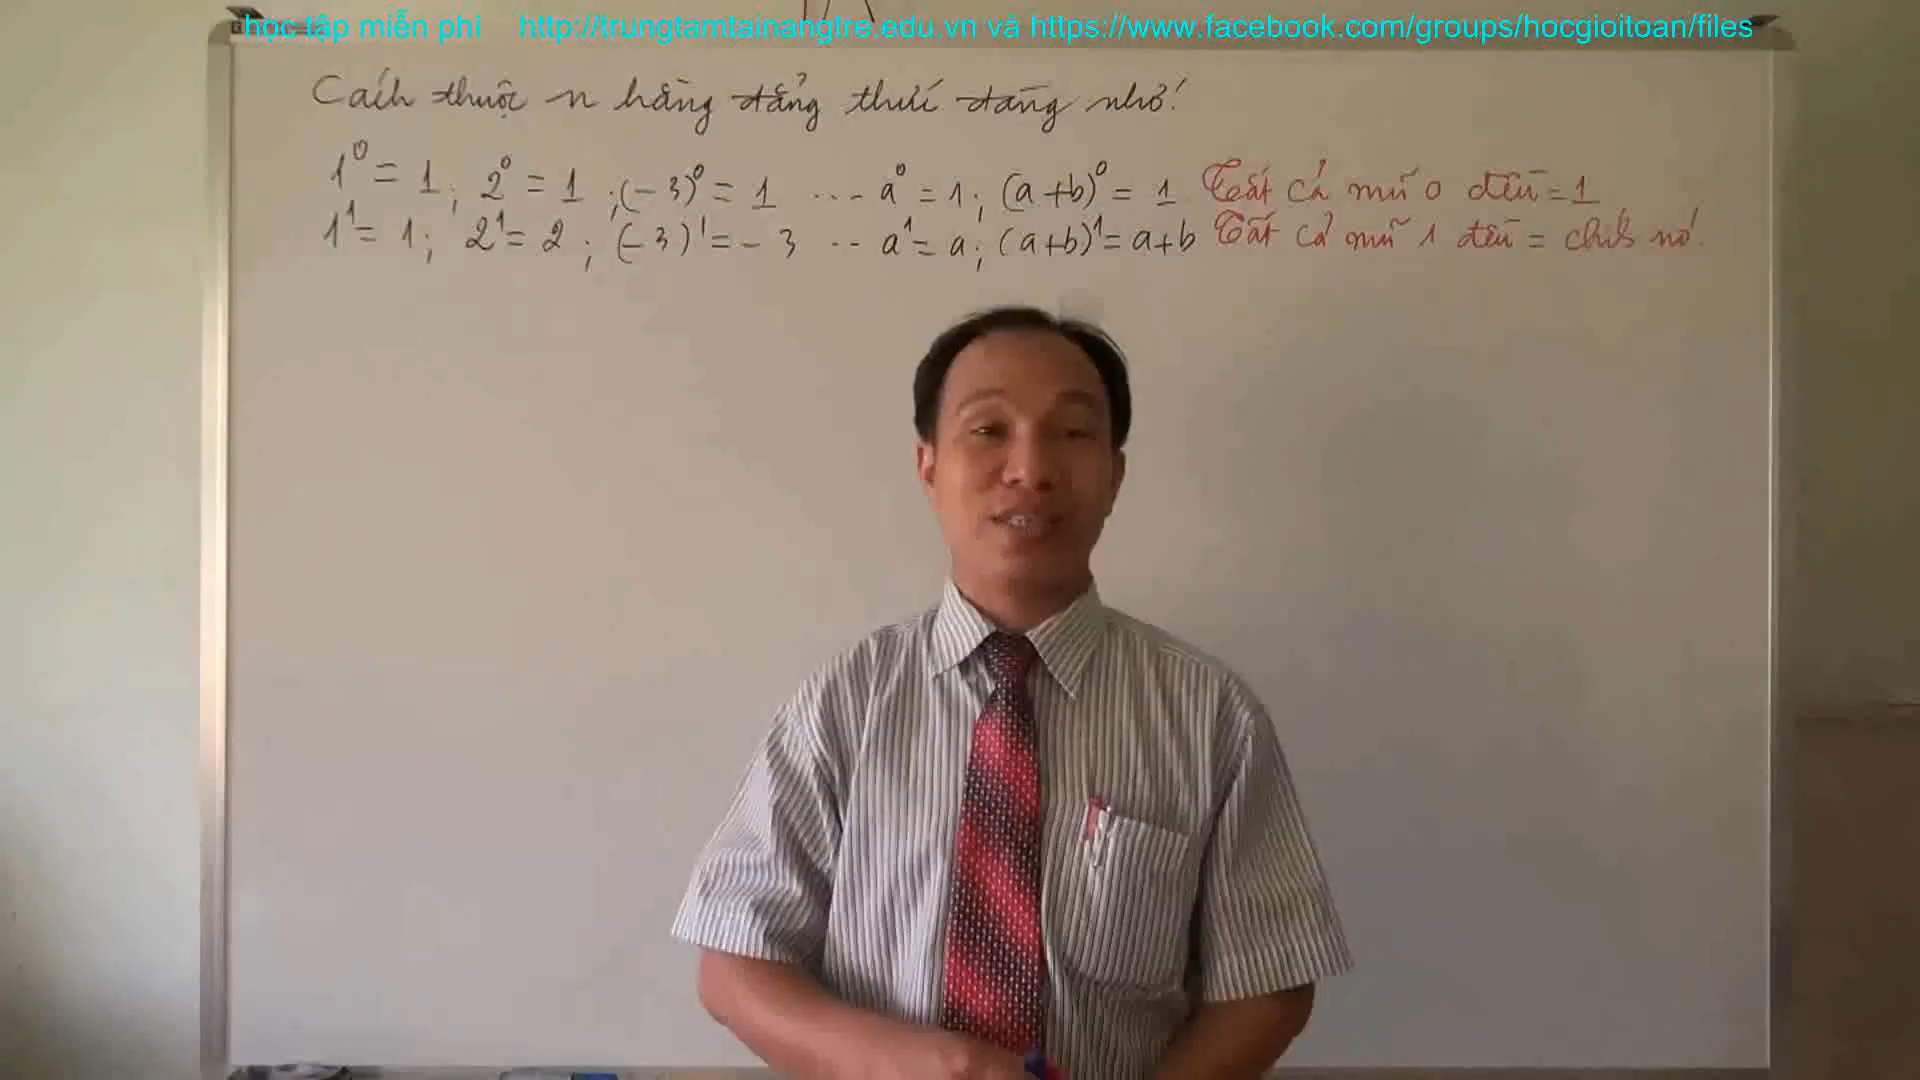 học tập miễn phí http://trungtamtainangtre.edu.vn và https://www.facebook.com/groups/hocgioitoan/files
Cách thuộc n hằng đẳng thức đáng nhớ!
1⁰ = 1; 2⁰ = 1; (-3)⁰ = 1 ... a⁰ = 1; (a+b)⁰ = 1 Tất cả mũ 0 đều = 1
1¹ = 1; 2¹ = 2; (-3)¹ = -3 ... a¹ = a; (a+b)¹ = a+b Tất cả mũ 1 đều = chính nó.